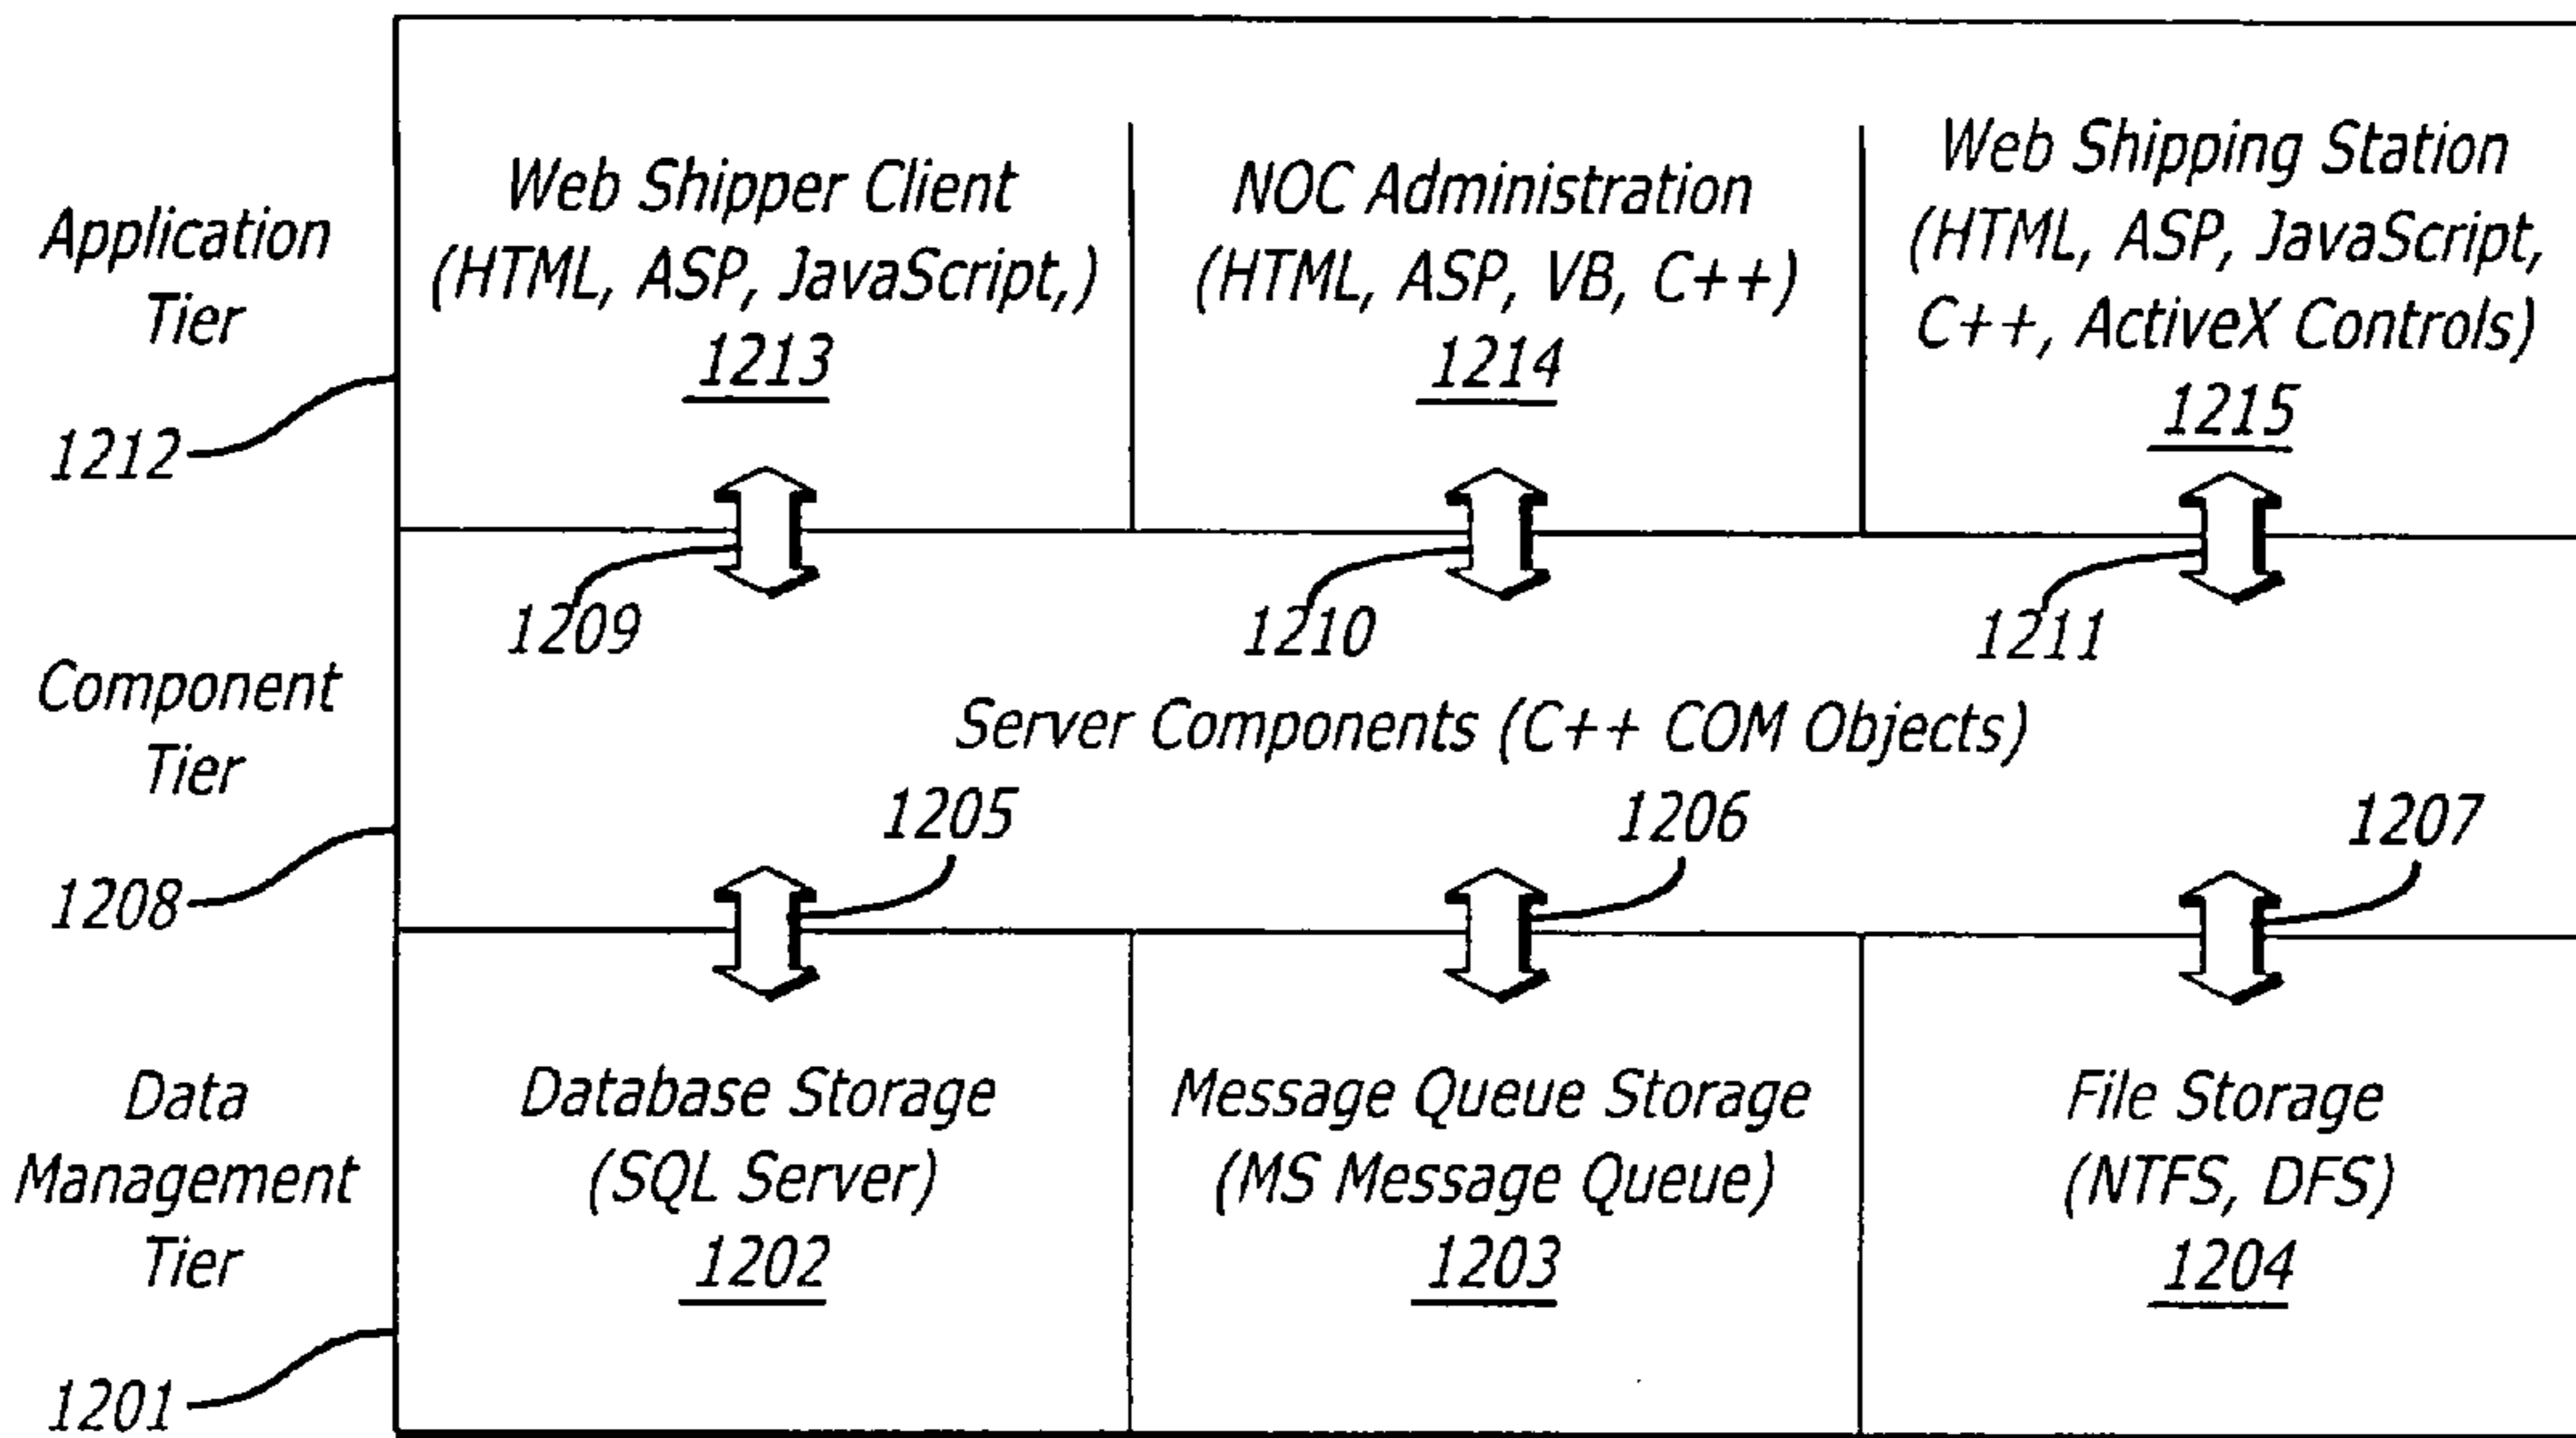 Application
Tier
1212
Web Shipper Client
(HTML, ASP, JavaScript,)
1213
NOC Administration
(HTML, ASP, VB, C++)
1214
Web Shipping Station
(HTML, ASP, JavaScript,
C++, ActiveX Controls)
1215
1209
1210
1211
Component
Tier
1208
Server Components (C++ COM Objects)
1205
1206
1207
Data
Management
Tier
1201
Database Storage
(SQL Server)
1202
Message Queue Storage
(MS Message Queue)
1203
File Storage
(NTFS, DFS)
1204